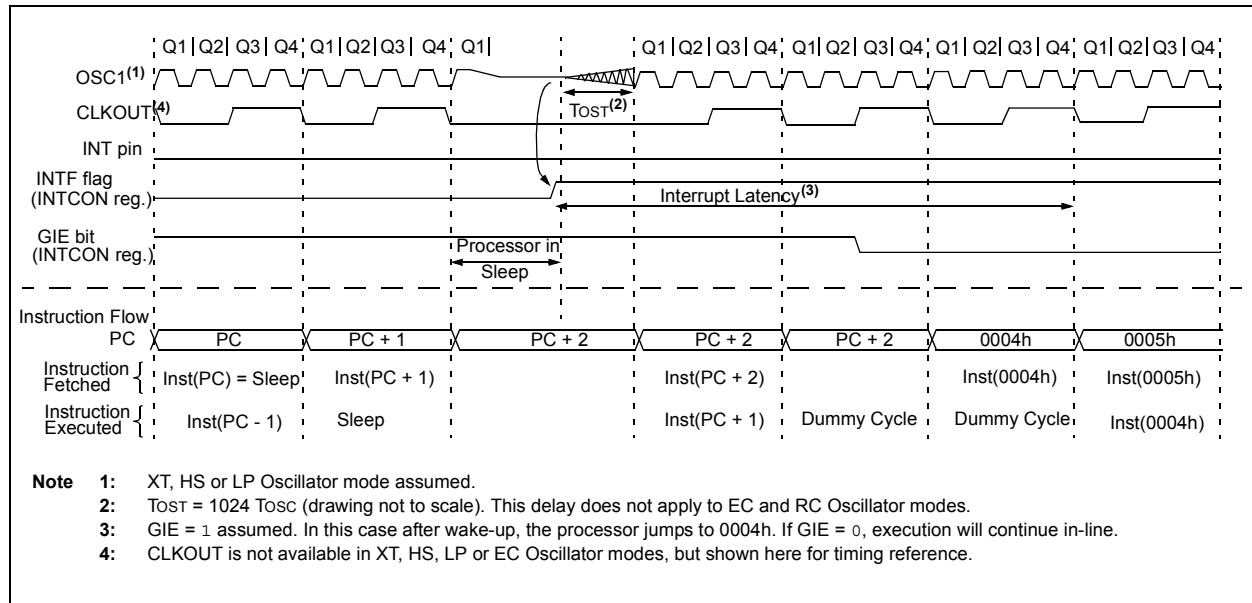 Q1| Q2| Q3| Q4 Q1| Q2| Q3| Q4 Q1| Q1| Q2| Q3| Q4 Q1| Q2| Q3| Q4 Q1| Q2| Q3| Q4 Q1| Q2| Q3| Q4
OSC1(1)
TOST(2)
CLKOUT(4)
INT pin
INTF flag
(INTCON reg.)
Interrupt Latency(3)
GIE bit
(INTCON reg.)
Processor in
Sleep
Instruction Flow
PC PC PC + 1 PC + 2 PC + 2 PC + 2 0004h 0005h
Instruction
Fetched { Inst(PC) = Sleep Inst(PC + 1) Inst(PC + 2) Inst(0004h) Inst(0005h)
Instruction
Executed { Inst(PC - 1) Sleep Inst(PC + 1) Dummy Cycle Dummy Cycle Inst(0004h)
Note 1: XT, HS or LP Oscillator mode assumed.
2: TOST = 1024 TOSC (drawing not to scale). This delay does not apply to EC and RC Oscillator modes.
3: GIE = 1 assumed. In this case after wake-up, the processor jumps to 0004h. If GIE = 0, execution will continue in-line.
4: CLKOUT is not available in XT, HS, LP or EC Oscillator modes, but shown here for timing reference.